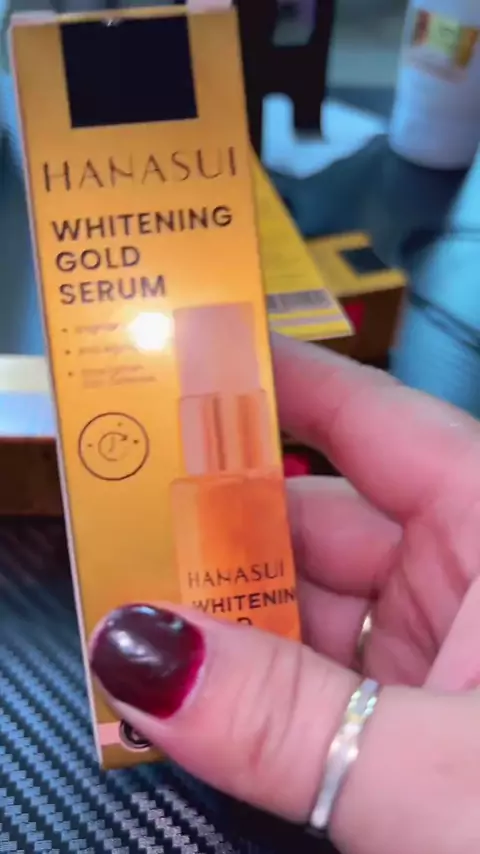 HANASUI
WHITENING
GOLD
SERUM
HANASUI
WHITENIN